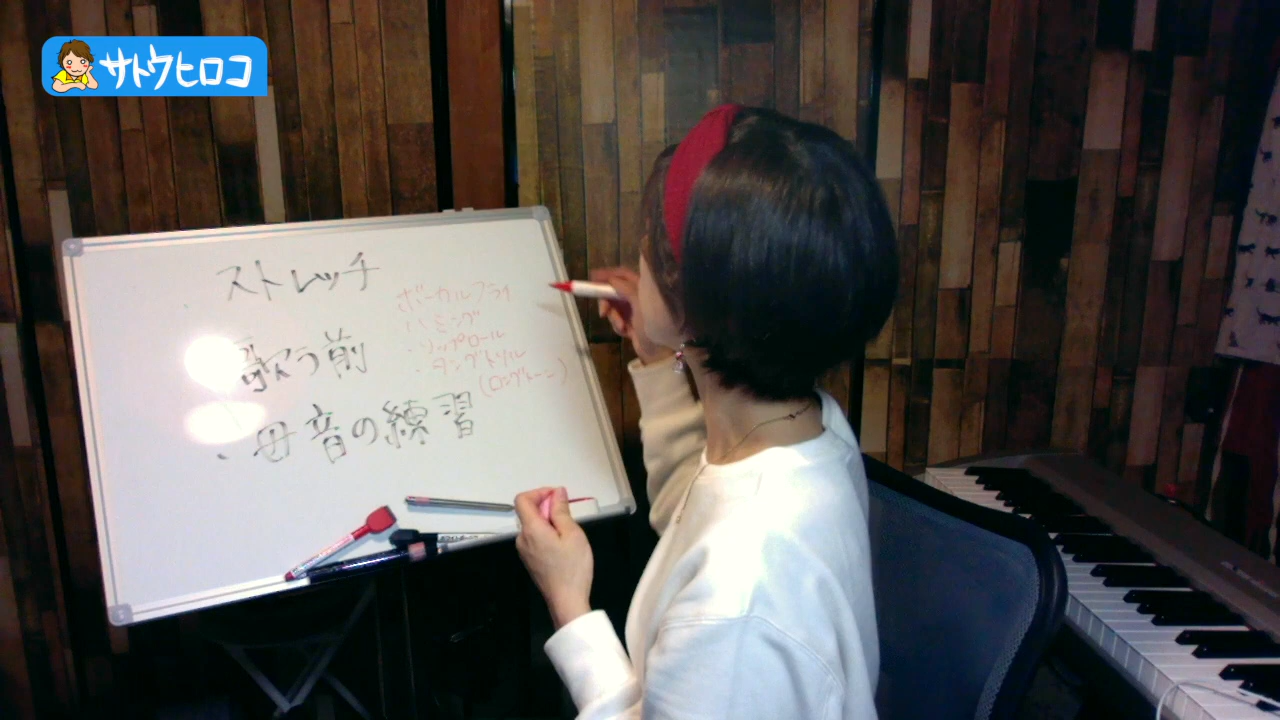 サトウヒロコ
ストレッチ
ボーカルフライ
ハミング
・リップロール
・タングトリル
(ロングトーン)
歌う前
・母音の練習